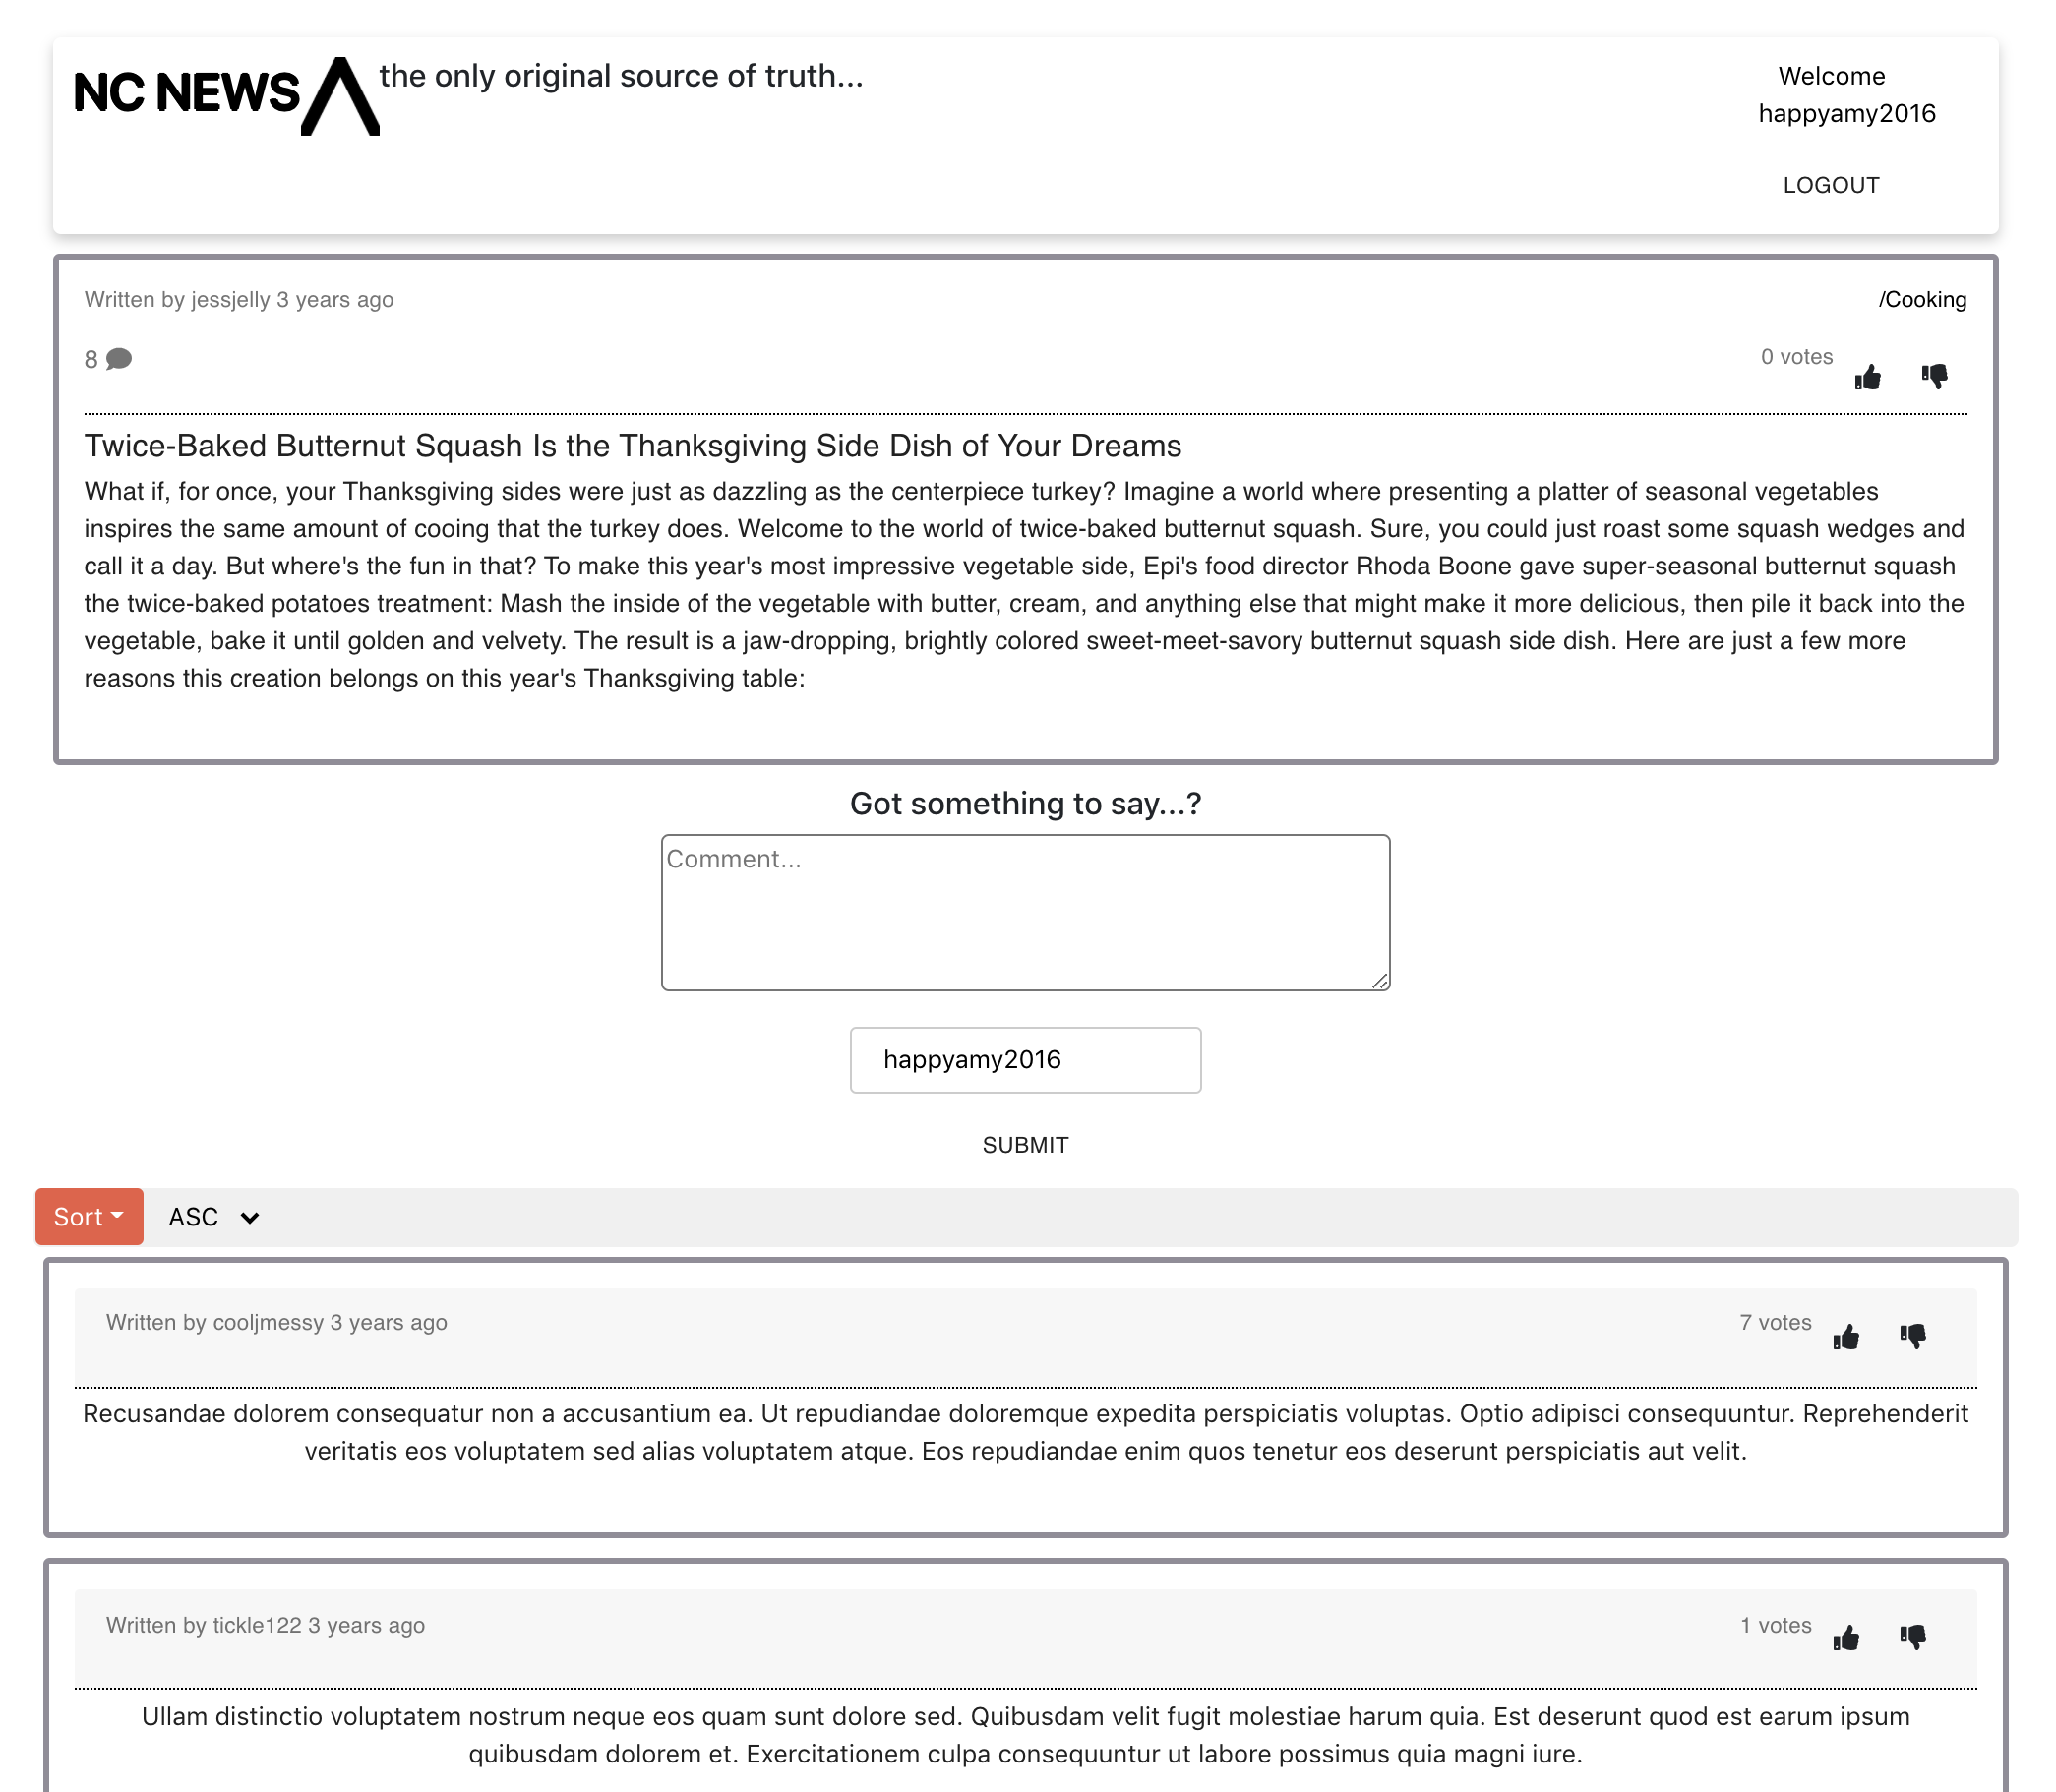 NC NEWS the only original source of truth...
Welcome
happyamy2016
LOGOUT
Written by jessjelly 3 years ago
/Cooking
8
0 votes
Twice-Baked Butternut Squash Is the Thanksgiving Side Dish of Your Dreams
What if, for once, your Thanksgiving sides were just as dazzling as the centerpiece turkey? Imagine a world where presenting a platter of seasonal vegetables
inspires the same amount of cooing that the turkey does. Welcome to the world of twice-baked butternut squash. Sure, you could just roast some squash wedges and
call it a day. But where's the fun in that? To make this year's most impressive vegetable side, Epi's food director Rhoda Boone gave super-seasonal butternut squash
the twice-baked potatoes treatment: Mash the inside of the vegetable with butter, cream, and anything else that might make it more delicious, then pile it back into the
vegetable, bake it until golden and velvety. The result is a jaw-dropping, brightly colored sweet-meet-savory butternut squash side dish. Here are just a few more
reasons this creation belongs on this year's Thanksgiving table:
Got something to say...?
Comment...
happyamy2016
SUBMIT
Sort ASC
Written by cooljmessy 3 years ago
7 votes
Recusandae dolorem consequatur non a accusantium ea. Ut repudiandae doloremque expedita perspiciatis voluptas. Optio adipisci consequuntur. Reprehenderit
veritatis eos voluptatem sed alias voluptatem atque. Eos repudiandae enim quos tenetur eos deserunt perspiciatis aut velit.
Written by tickle122 3 years ago
1 votes
Ullam distinctio voluptatem nostrum neque eos quam sunt dolore sed. Quibusdam velit fugit molestiae harum quia. Est deserunt quod est earum ipsum
quibusdam dolorem et. Exercitationem culpa consequuntur ut labore possimus quia magni iure.